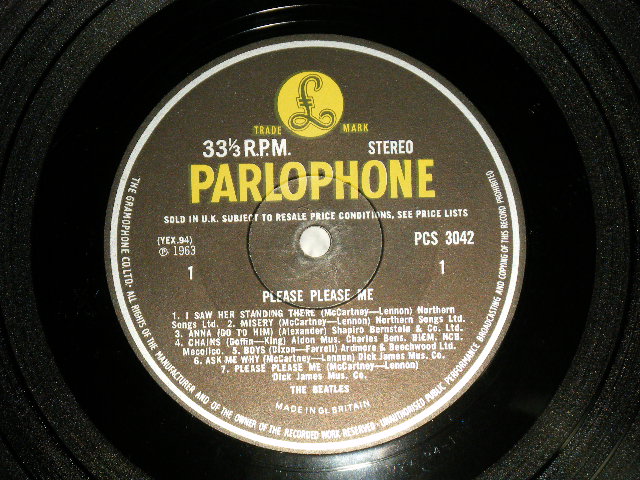 £
TRADE MARK
33⅓ R.P.M. STEREO
PARLOPHONE
SOLD IN U.K. SUBJECT TO RESALE PRICE CONDITIONS, SEE PRICE LISTS
(YEX.94) PCS 3042
℗ 1963
1 1
PLEASE PLEASE ME
1. I SAW HER STANDING THERE (McCartney—Lennon) Northern
Songs Ltd. 2. MISERY (McCartney—Lennon) Northern Songs Ltd.
3. ANNA (GO TO HIM) (Alexander) Shapiro Bernstein & Co. Ltd.
4. CHAINS (Goffin—King) Aldon Mus. Charles Bens. BIEM, NCB.
Mecolico. 5. BOYS (Dixon—Farrell) Ardmore & Beechwood Ltd.
6. ASK ME WHY (McCartney—Lennon) Dick James Mus. Co.
7. PLEASE PLEASE ME (McCartney—Lennon)
Dick James Mus. Co.
THE BEATLES
MADE IN GT. BRITAIN
THE GRAMOPHONE CO. LTD. ALL RIGHTS OF THE MANUFACTURER AND OF THE OWNER OF THE RECORDED WORK RESERVED. UNAUTHORISED PUBLIC PERFORMANCE BROADCASTING AND COPYING OF THIS RECORD PROHIBITED